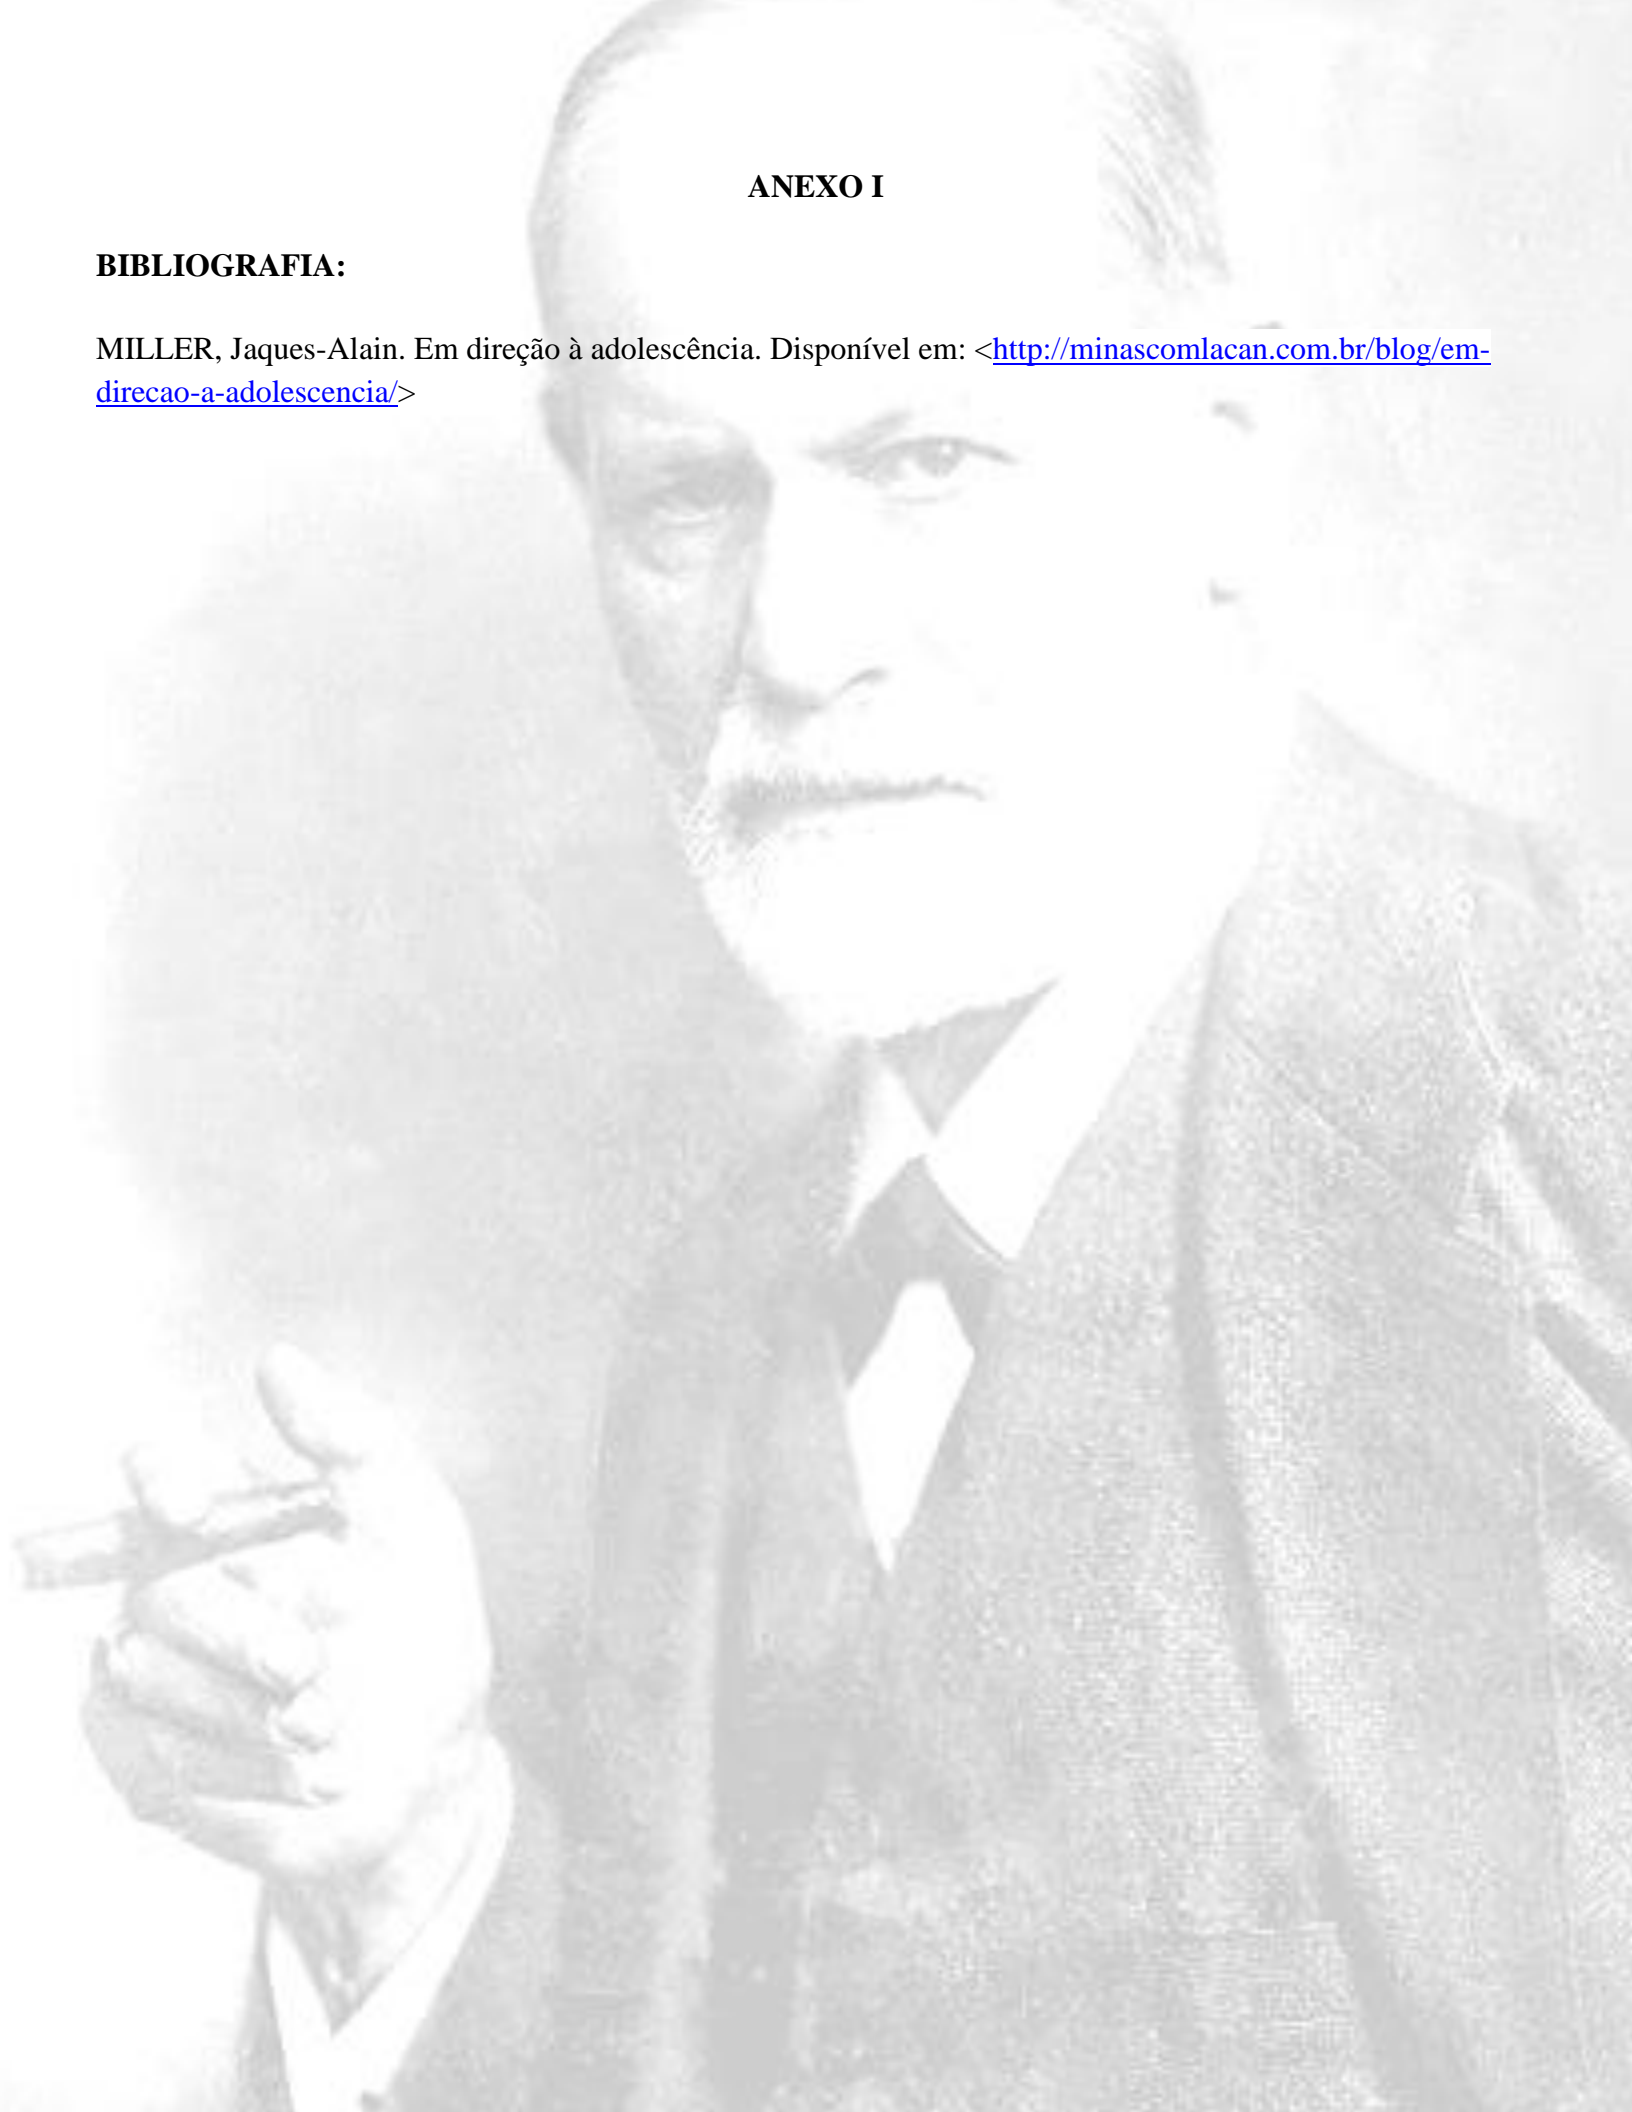 ANEXO I
BIBLIOGRAFIA:
MILLER, Jaques-Alain. Em direção à adolescência. Disponível em: <http://minascomlacan.com.br/blog/em-
direcao-a-adolescencia/>